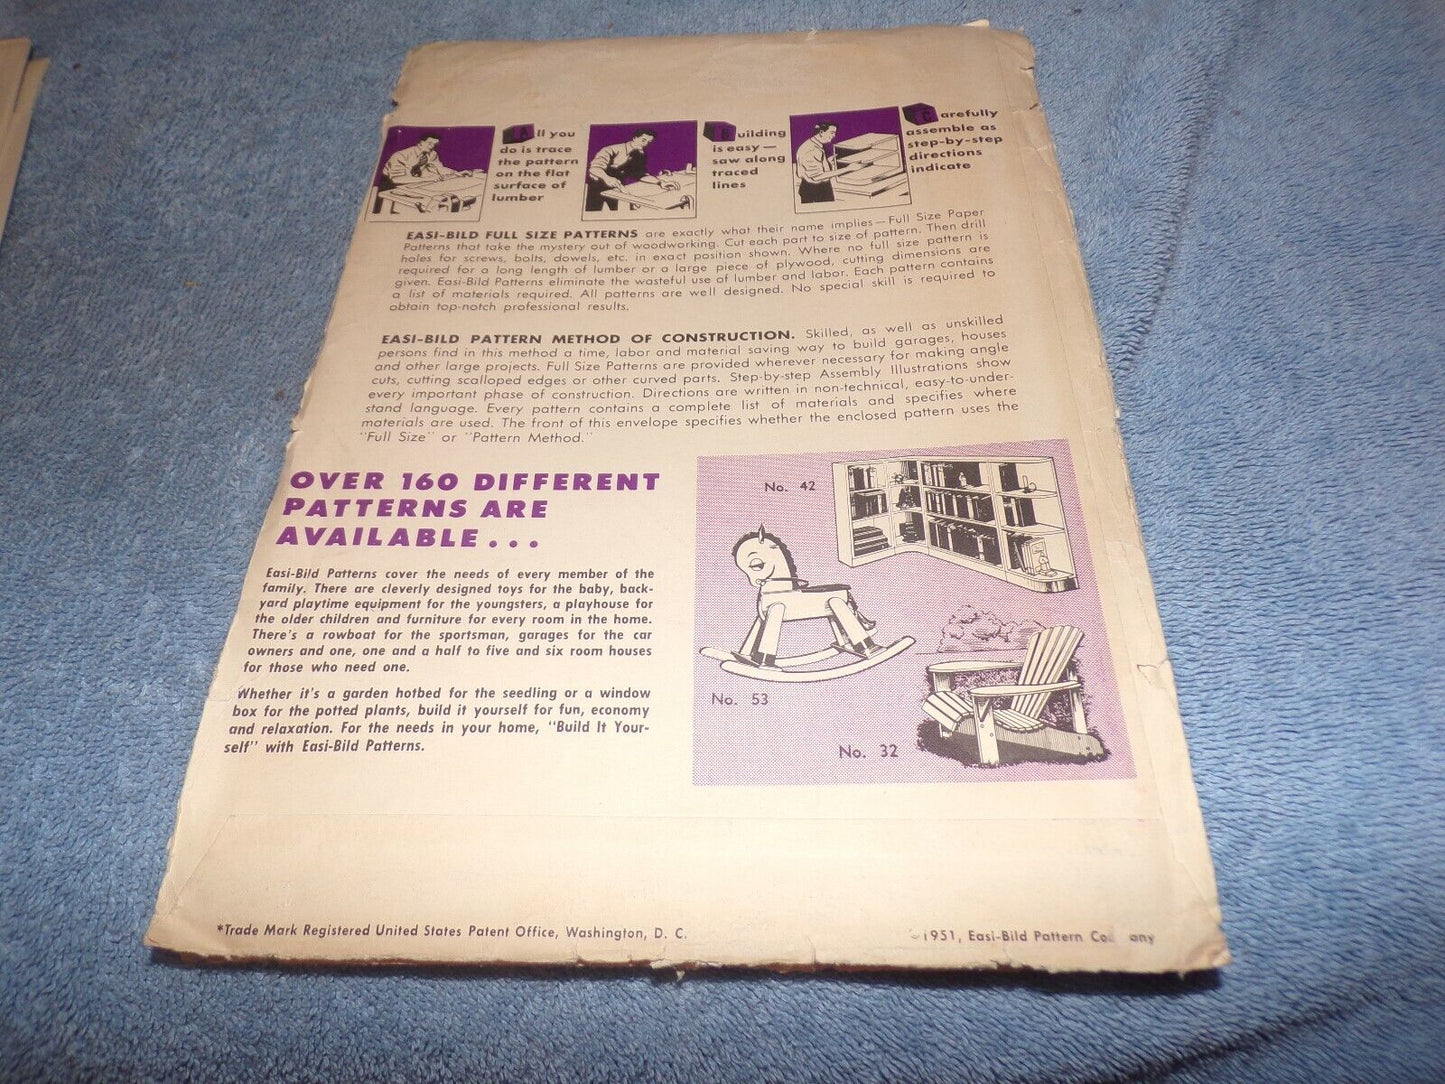 All you
do is trace
the pattern
on the flat
surface of
lumber
Building
is easy —
saw along
traced
lines
Carefully
assemble as
step-by-step
directions
indicate
EASI-BILD FULL SIZE PATTERNS are exactly what their name implies — Full Size Paper
Patterns that take the mystery out of woodworking. Cut each part to size of pattern. Then drill
holes for screws, bolts, dowels, etc. in exact position shown. Where no full size pattern is
required for a long length of lumber or a large piece of plywood, cutting dimensions are
given. Easi-Bild Patterns eliminate the wasteful use of lumber and labor. Each pattern contains
a list of materials required. All patterns are well designed. No special skill is required to
obtain top-notch professional results.
EASI-BILD PATTERN METHOD OF CONSTRUCTION. Skilled, as well as unskilled
persons find in this method a time, labor and material saving way to build garages, houses
and other large projects. Full Size Patterns are provided wherever necessary for making angle
cuts, cutting scalloped edges or other curved parts. Step-by-step Assembly Illustrations show
every important phase of construction. Directions are written in non-technical, easy-to-under-
stand language. Every pattern contains a complete list of materials and specifies where
materials are used. The front of this envelope specifies whether the enclosed pattern uses the
"Full Size" or "Pattern Method."
OVER 160 DIFFERENT
PATTERNS ARE
AVAILABLE...
Easi-Bild Patterns cover the needs of every member of the
family. There are cleverly designed toys for the baby, back-
yard playtime equipment for the youngsters, a playhouse for
the older children and furniture for every room in the home.
There's a rowboat for the sportsman, garages for the car
owners and one, one and a half to five and six room houses
for those who need one.
Whether it's a garden hotbed for the seedling or a window
box for the potted plants, build it yourself for fun, economy
and relaxation. For the needs in your home, "Build It Your-
self" with Easi-Bild Patterns.
No. 42
No. 53
No. 32
*Trade Mark Registered United States Patent Office, Washington, D. C.
©1951, Easi-Bild Pattern Co any